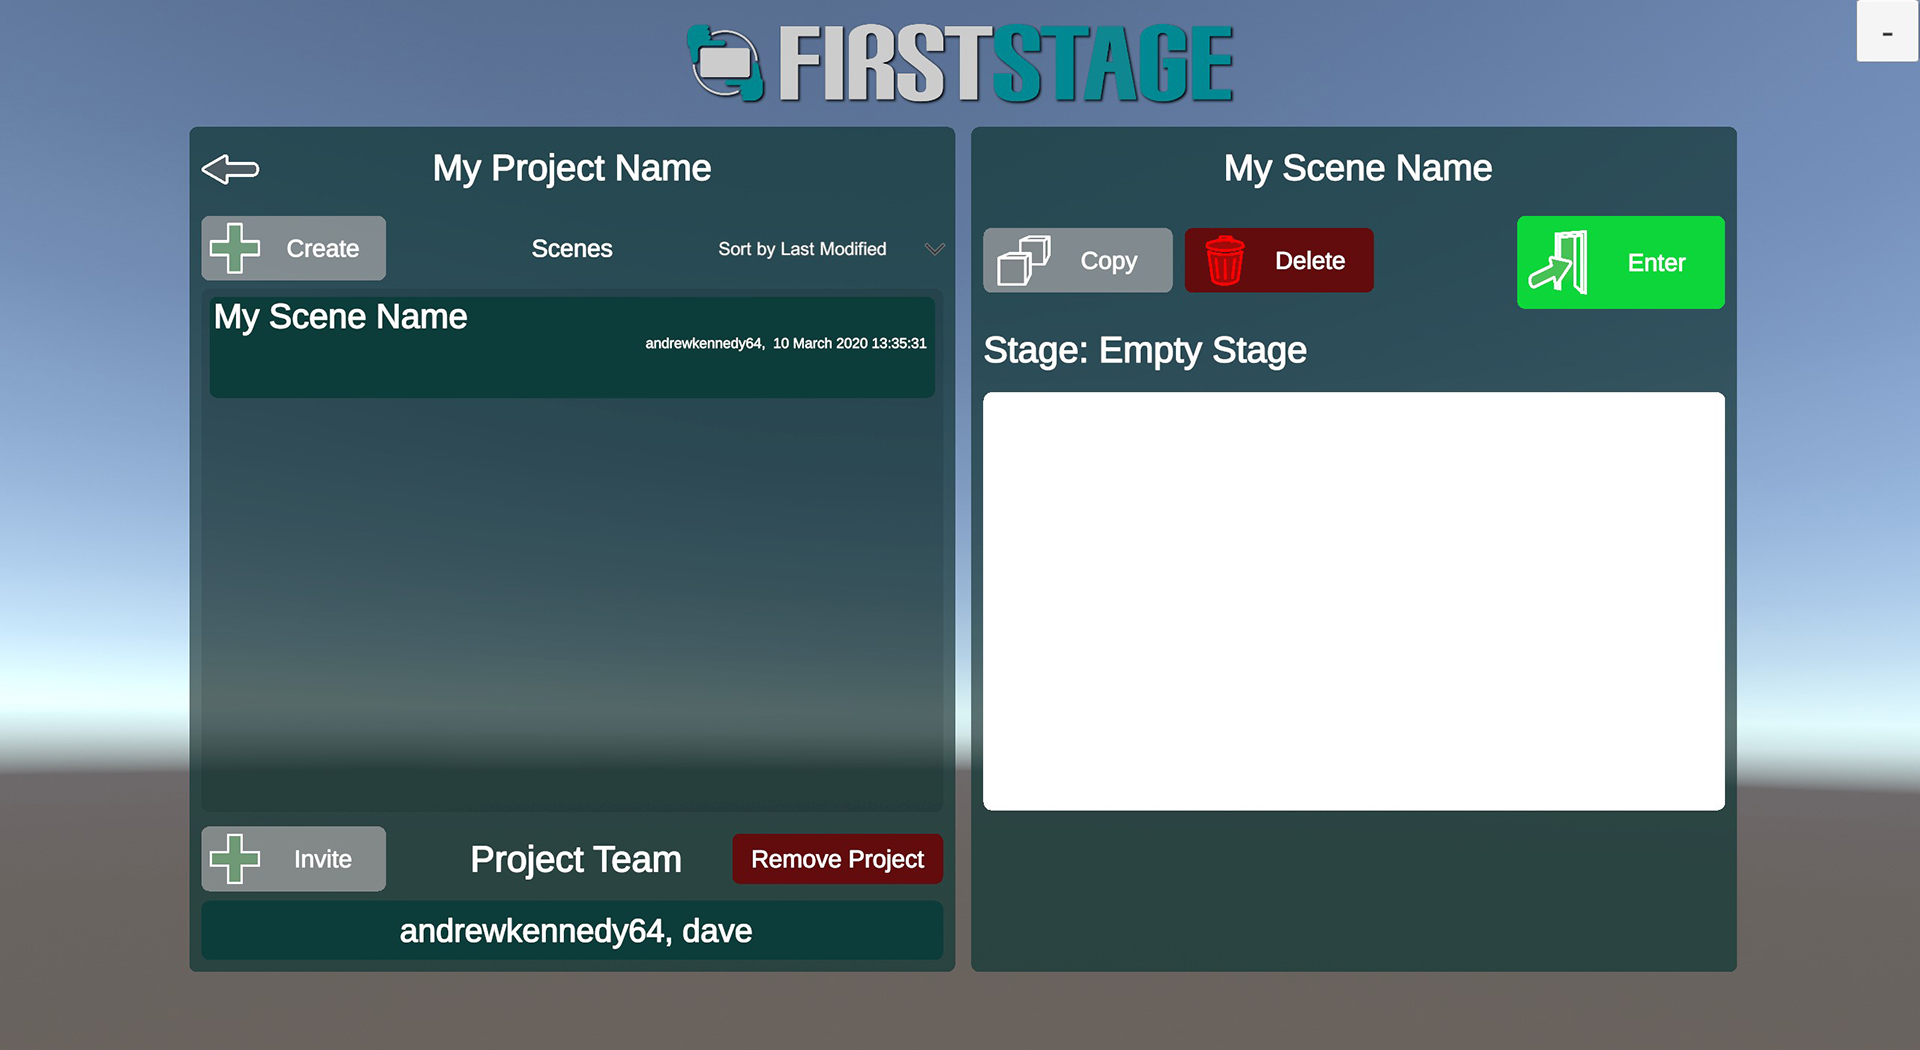 FIRSTSTAGE
-
My Project Name
Create
Scenes
Sort by Last Modified
My Scene Name
andrewkennedy64, 10 March 2020 13:35:31
Invite
Project Team
Remove Project
andrewkennedy64, dave
My Scene Name
Copy
Delete
Enter
Stage: Empty Stage